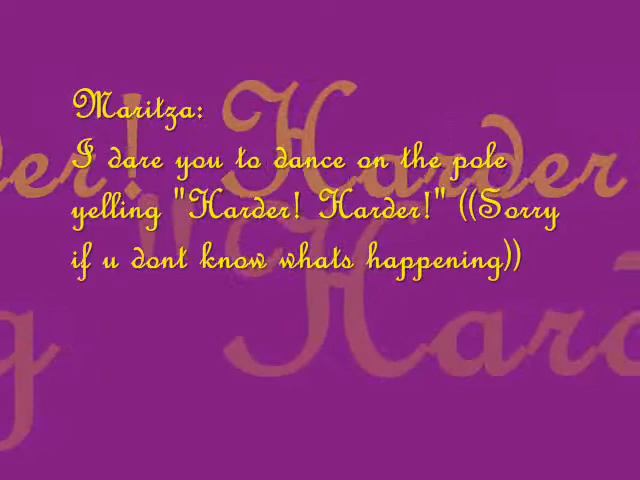 Maritza:
I dare you to dance on the pole
yelling "Harder! Harder!" ((Sorry
if u dont know whats happening))